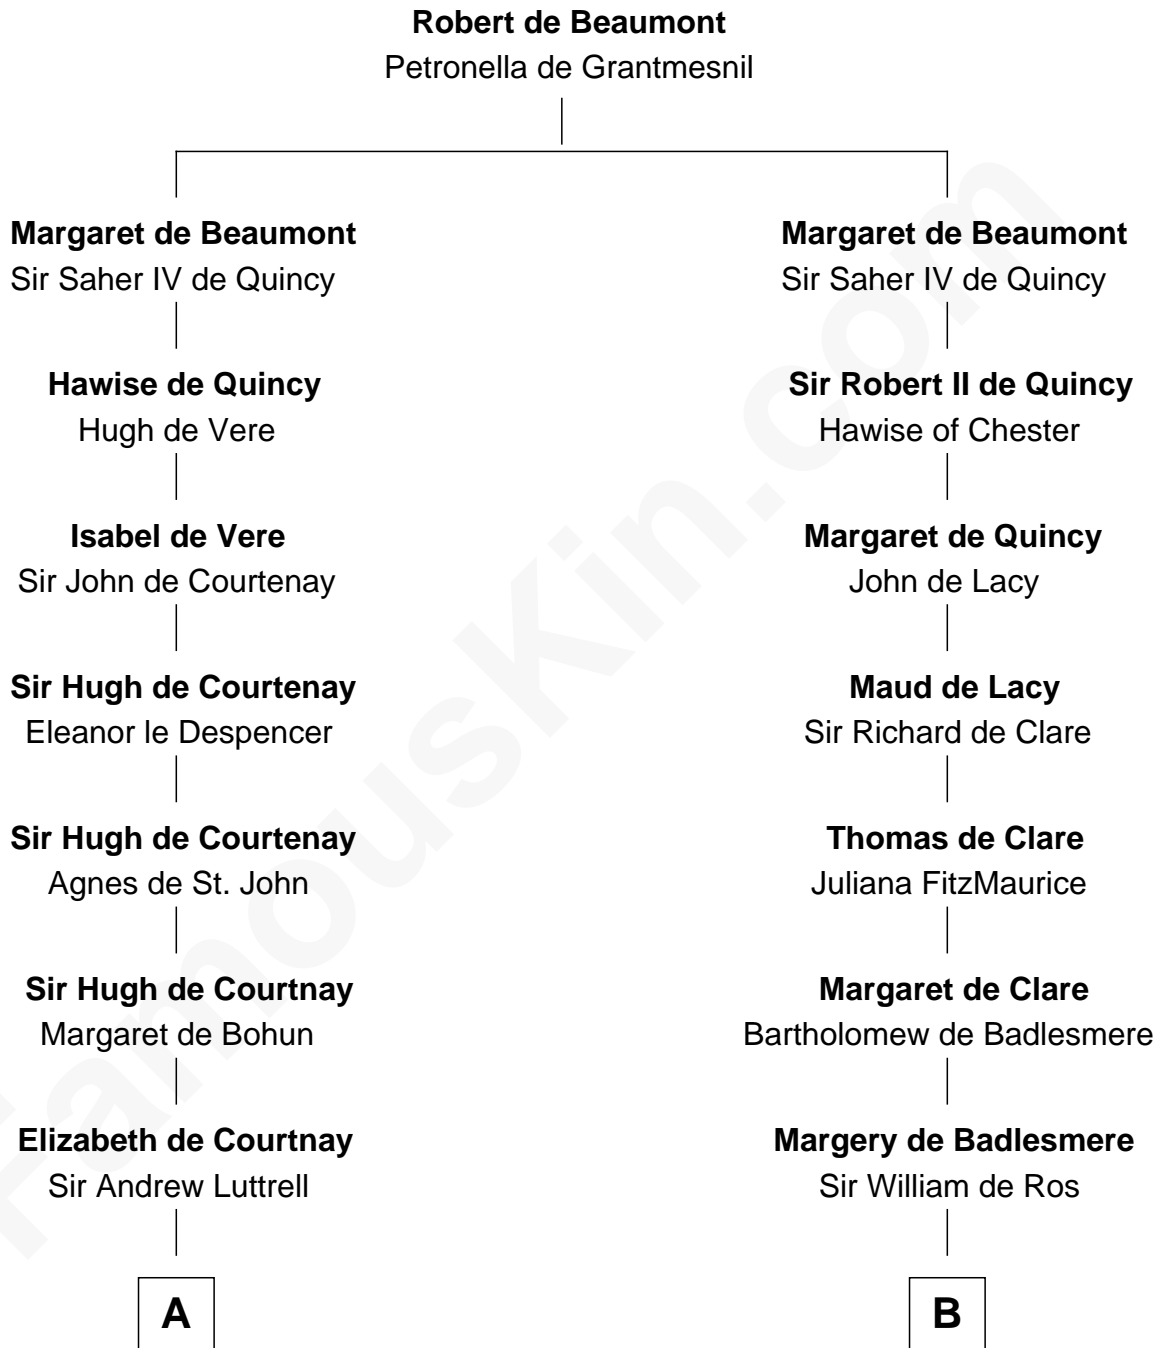 Robert de Beaumont
Petronella de Grantmesnil
Margaret de Beaumont
Sir Saher IV de Quincy
Margaret de Beaumont
Sir Saher IV de Quincy
Hawise de Quincy
Hugh de Vere
Sir Robert II de Quincy
Hawise of Chester
Isabel de Vere
Sir John de Courtenay
Margaret de Quincy
John de Lacy
Sir Hugh de Courtenay
Eleanor le Despencer
Maud de Lacy
Sir Richard de Clare
Sir Hugh de Courtenay
Agnes de St. John
Thomas de Clare
Juliana FitzMaurice
Sir Hugh de Courtnay
Margaret de Bohun
Margaret de Clare
Bartholomew de Badlesmere
Elizabeth de Courtnay
Sir Andrew Luttrell
Margery de Badlesmere
Sir William de Ros
A
B
FamousKin.com